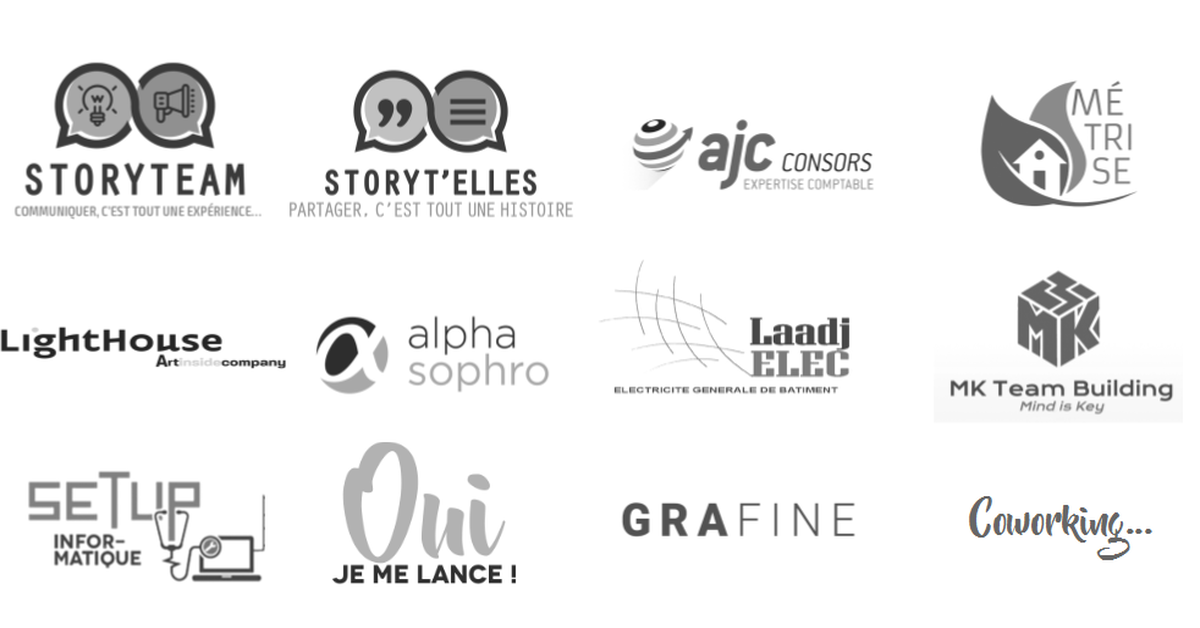 STORYTEAM
COMMUNIQUER, C'EST TOUT UNE EXPÉRIENCE...
STORYT'ELLES
PARTAGER, C'EST TOUT UNE HISTOIRE
ajc CONSORS
EXPERTISE COMPTABLE
MÉ
TRI
SE
LightHouse
Artinsidecompany
alpha
sophro
Laadj
ELEC
ELECTRICITE GENERALE DE BATIMENT
MK
MK Team Building
Mind is Key
SETUP
INFOR-
MATIQUE
Oui
JE ME LANCE !
GRAFINE
Coworking...